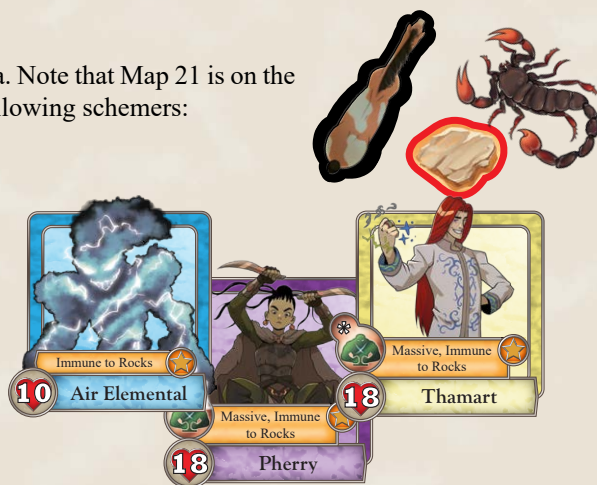 a. Note that Map 21 is on the
llowing schemers:
Immune to Rocks
10
Air Elemental
Massive, Immune
to Rocks
18
Pherry
*
Massive, Immune
to Rocks
18
Thamart